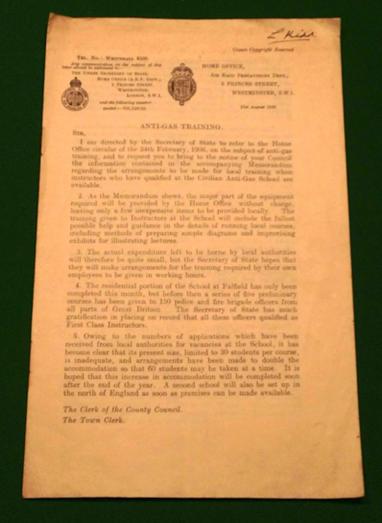 L Kidd
Crown Copyright Reserved
TEL. NO.: WHITEHALL 8100.
Any communication on the subject of this
letter should be addressed to:—
THE UNDER SECRETARY OF STATE,
HOME OFFICE (A.R.P. DEPT.),
5 PRINCES STREET,
WESTMINSTER,
LONDON, S.W.1.
and the following number
quoted:—
HOME OFFICE,
AIR RAID PRECAUTIONS DEPT.,
5 PRINCES STREET,
WESTMINSTER, S.W.1.
August 1936
ANTI-GAS TRAINING.
SIR,
I am directed by the Secretary of State to refer to the Home
Office circular of the 24th February, 1936, on the subject of anti-gas
training, and to request you to bring to the notice of your Council
the information contained in the accompanying Memorandum
regarding the arrangements to be made for local training when
instructors who have qualified at the Civilian Anti-Gas School are
available.
2. As the Memorandum shews, the major part of the equipment
required will be provided by the Home Office without charge,
leaving only a few inexpensive items to be provided locally. The
training given to Instructors at the School will include the fullest
possible help and guidance in the details of running local courses,
including methods of preparing simple diagrams and improvising
exhibits for illustrating lectures.
3. The actual expenditure left to be borne by local authorities
will therefore be quite small, but the Secretary of State hopes that
they will make arrangements for the training required by their own
employees to be given in working hours.
4. The residential portion of the School at Falfield has only been
completed this month, but before then a series of five preliminary
courses has been given to 150 police and fire brigade officers from
all parts of Great Britain. The Secretary of State has much
gratification in placing on record that all these officers qualified as
First Class Instructors.
5. Owing to the numbers of applications which have been
received from local authorities for vacancies at the School, it has
become clear that its present size, limited to 30 students per course,
is inadequate, and arrangements have been made to double the
accommodation so that 60 students may be taken at a time. It is
hoped that this increase in accommodation will be completed soon
after the end of the year. A second school will also be set up in
the north of England as soon as premises can be made available.
The Clerk of the County Council.
The Town Clerk.